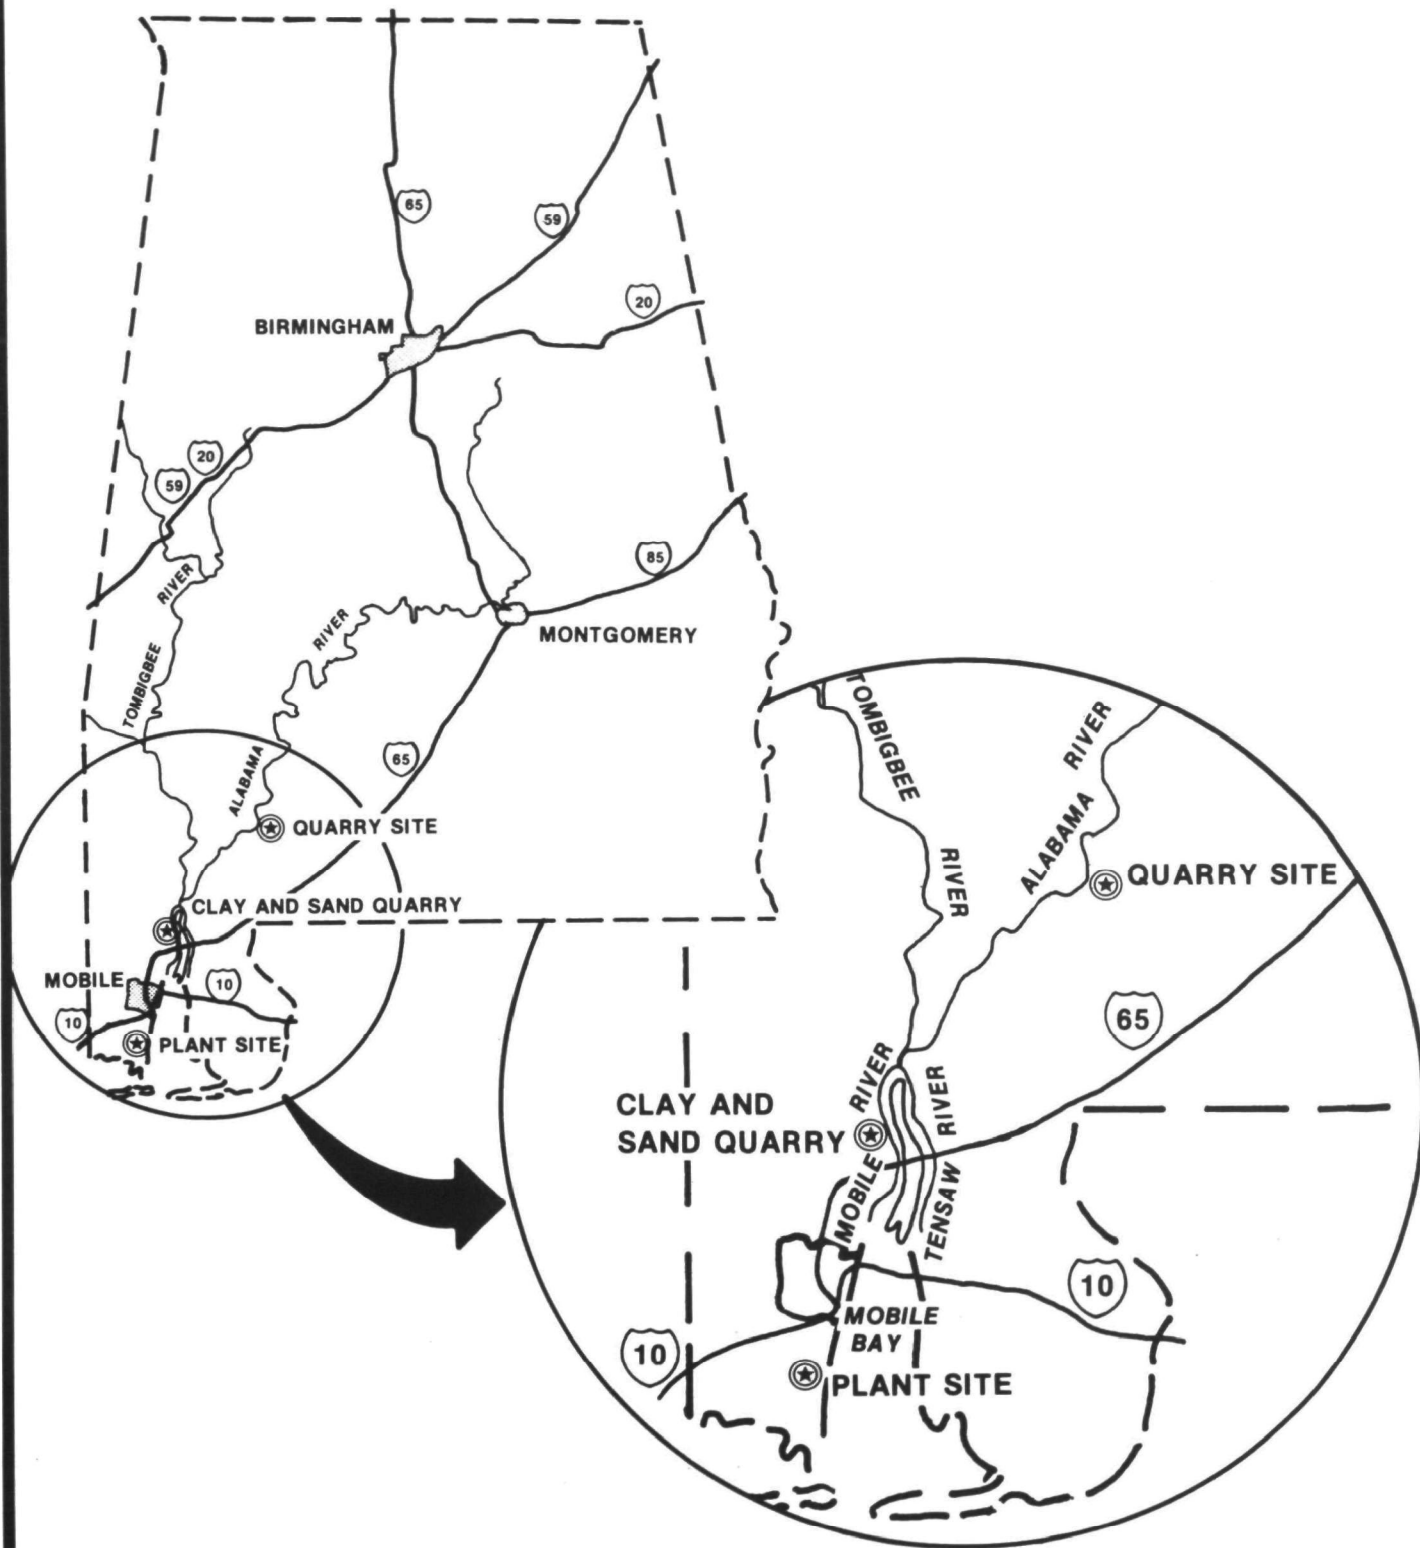 65
59
20
BIRMINGHAM
20
59
85
RIVER
RIVER
MONTGOMERY
TOMBIGBEE
ALABAMA
65
QUARRY SITE
CLAY AND SAND QUARRY
MOBILE
10
10
PLANT SITE
TOMBIGBEE
RIVER
RIVER
ALABAMA
QUARRY SITE
65
RIVER
RIVER
CLAY AND
SAND QUARRY
MOBILE
TENSAW
10
MOBILE
BAY
10
PLANT SITE